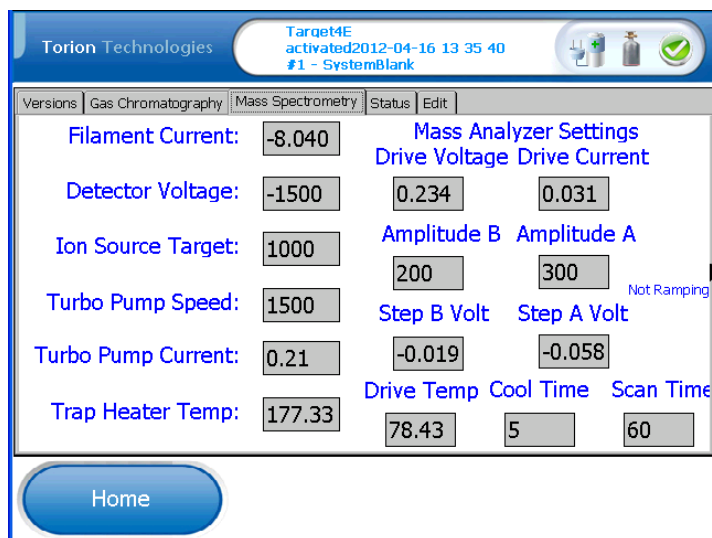 Torion Technologies
Target4E
activated2012-04-16 13 35 40
#1 - SystemBlank
Versions Gas Chromatography Mass Spectrometry Status Edit
Filament Current: -8.040
Detector Voltage: -1500
Ion Source Target: 1000
Turbo Pump Speed: 1500
Turbo Pump Current: 0.21
Trap Heater Temp: 177.33
Mass Analyzer Settings
Drive Voltage Drive Current
0.234 0.031
Amplitude B Amplitude A
200 300
Not Ramping
Step B Volt Step A Volt
-0.019 -0.058
Drive Temp Cool Time Scan Time
78.43 5 60
Home